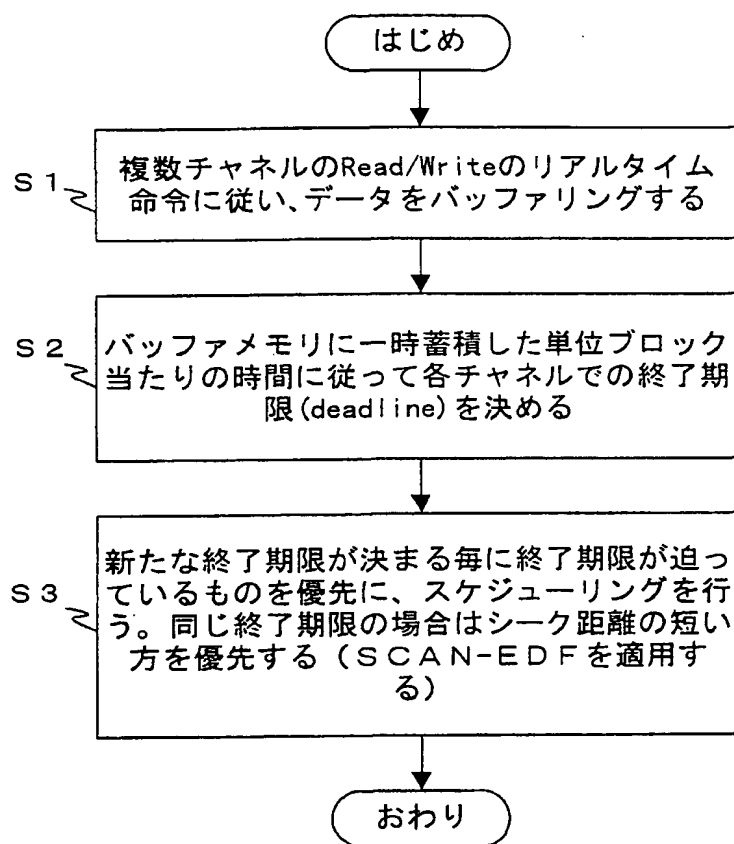 はじめ
S1
複数チャネルのRead/Writeのリアルタイム
命令に従い、データをバッファリングする
S2
バッファメモリに一時蓄積した単位ブロック
当たりの時間に従って各チャネルでの終了期
限(deadline)を決める
S3
新たな終了期限が決まる毎に終了期限が迫っ
ているものを優先に、スケジューリングを行
う。同じ終了期限の場合はシーク距離の短い
方を優先する（SCAN-EDFを適用す
る）
おわり